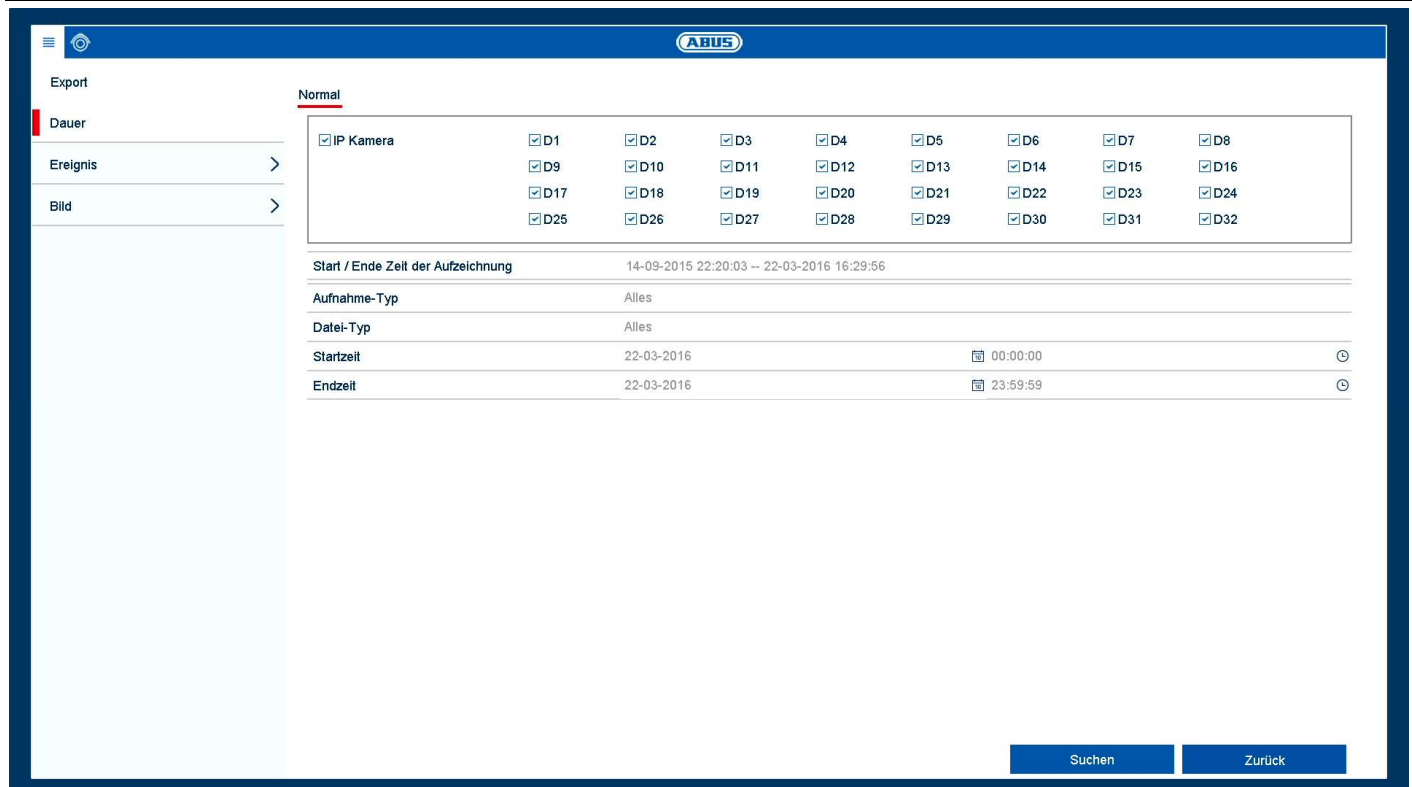 ABUS
Export
Dauer
Ereignis
Bild
Normal
IP Kamera D1 D2 D3 D4 D5 D6 D7 D8
D9 D10 D11 D12 D13 D14 D15 D16
D17 D18 D19 D20 D21 D22 D23 D24
D25 D26 D27 D28 D29 D30 D31 D32
Start / Ende Zeit der Aufzeichnung 14-09-2015 22:20:03 -- 22-03-2016 16:29:56
Aufnahme-Typ Alles
Datei-Typ Alles
Startzeit 22-03-2016 00:00:00
Endzeit 22-03-2016 23:59:59
Suchen Zurück